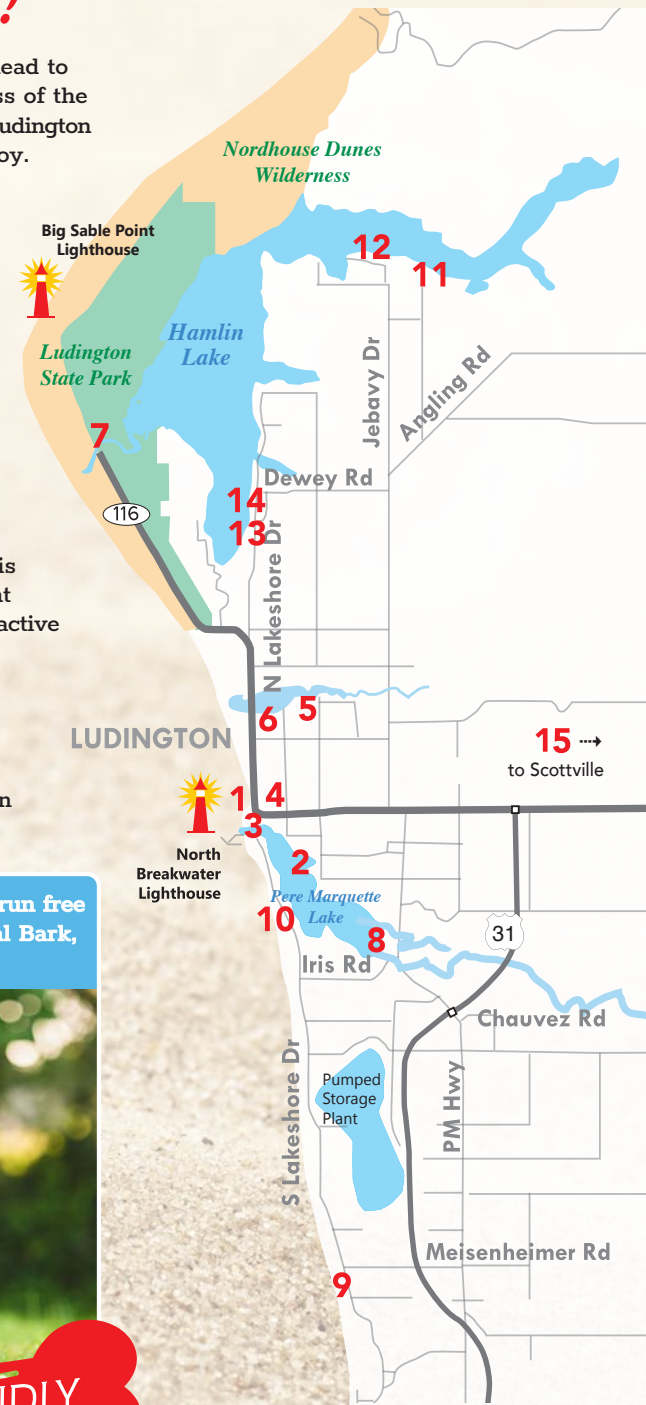 !
ead to
ss of the
udington
oy.
Nordhouse Dunes
Wilderness
Big Sable Point
Lighthouse
12
11
Hamlin
Lake
Ludington
State Park
Jebavy Dr
Angling Rd
7
Dewey Rd
14
116
13
N Lakeshore Dr
is
nt
active
5
6
LUDINGTON
15
to Scottville
n
1
4
3
North
Breakwater
Lighthouse
2
Pere Marquette
Lake
10
8
run free
al Bark,
31
Iris Rd
Chauvez Rd
S Lakeshore Dr
Pumped
Storage
Plant
PM Hwy
Meisenheimer Rd
9
NDLY